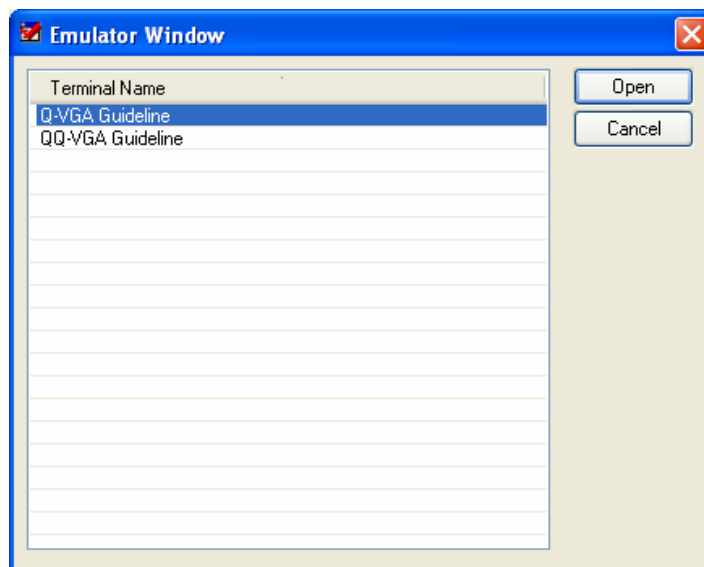 Emulator Window
Terminal Name
Q-VGA Guideline
QQ-VGA Guideline
Open
Cancel